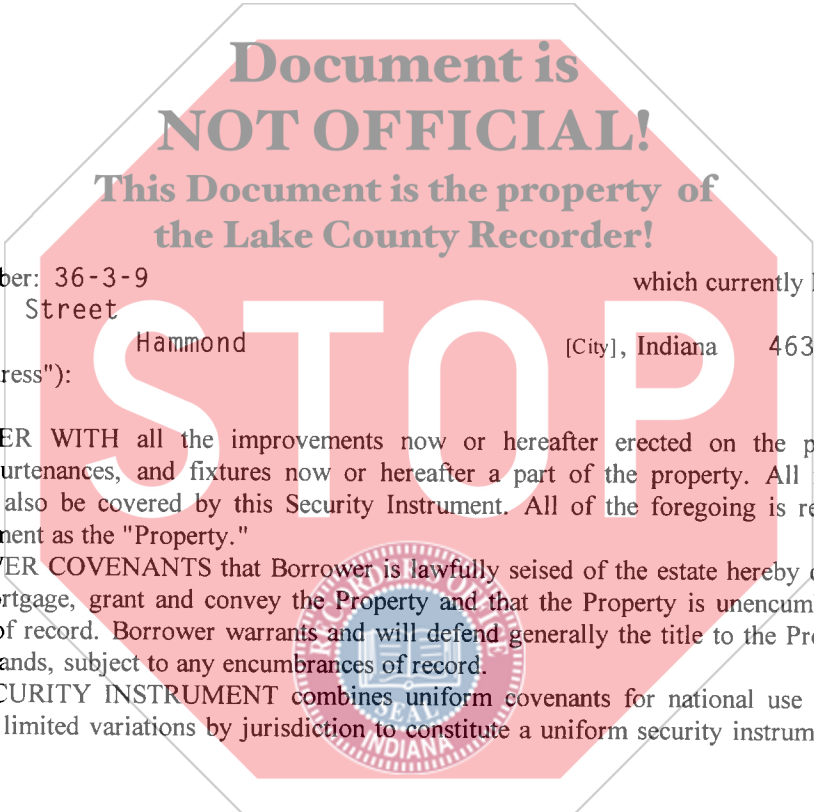 Document is
NOT OFFICIAL!
This Document is the property of
the Lake County Recorder!
ber: 36-3-9 which currently
Street
Hammond [City], Indiana 463
ress"):
STOP
ER WITH all the improvements now or hereafter erected on the p
urtenances, and fixtures now or hereafter a part of the property. All
also be covered by this Security Instrument. All of the foregoing is re
ment as the "Property."
VER COVENANTS that Borrower is lawfully seised of the estate hereby
rtgage, grant and convey the Property and that the Property is unencum
of record. Borrower warrants and will defend generally the title to the Pro
ands, subject to any encumbrances of record.
CURITY INSTRUMENT combines uniform covenants for national use
limited variations by jurisdiction to constitute a uniform security instrum
SEAL
INDIANA